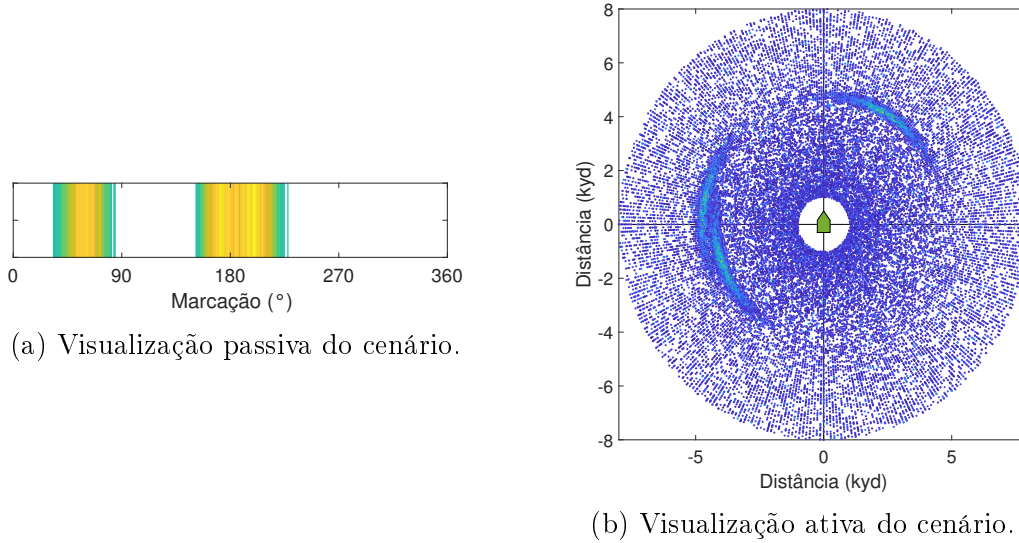 0 90 180 270 360
Marcação (°)
(a) Visualização passiva do cenário.
8
6
4
2
0
-2
-4
-6
-8
Distância (kyd)
-5 0 5
Distância (kyd)
(b) Visualização ativa do cenário.